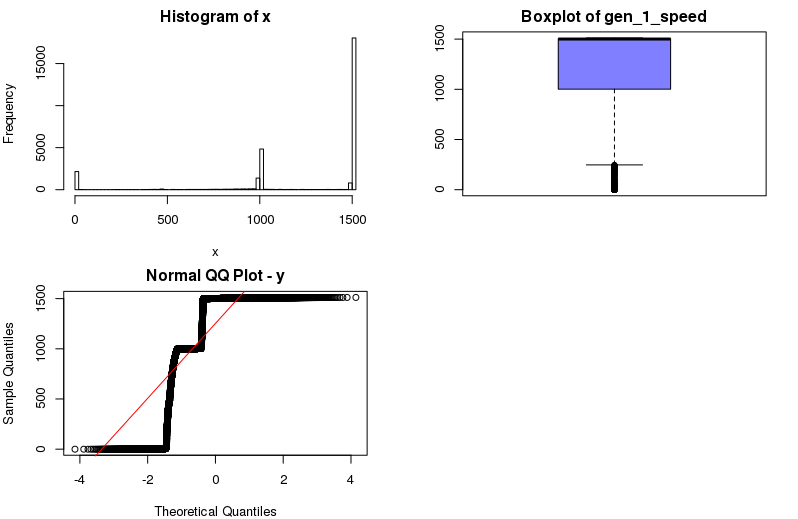 Histogram of x
Frequency
15000
5000
0
0
500
1000
1500
x
Boxplot of gen_1_speed
1500
1000
500
0
Normal QQ Plot - y
Sample Quantiles
1500
1000
500
0
-4
-2
0
2
4
Theoretical Quantiles